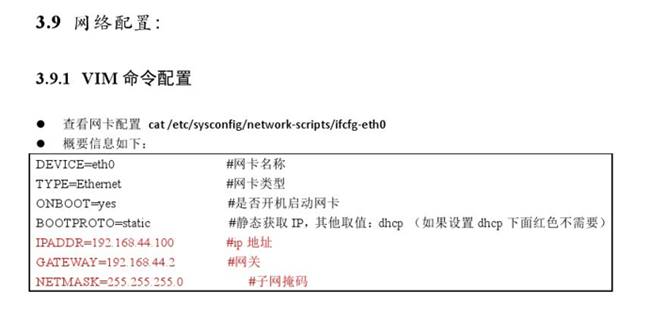 3.9 网络配置：
3.9.1 VIM 命令配置
● 查看网卡配置 cat /etc/sysconfig/network-scripts/ifcfg-eth0
● 概要信息如下：
DEVICE=eth0 #网卡名称
TYPE=Ethernet #网卡类型
ONBOOT=yes #是否开机启动网卡
BOOTPROTO=static #静态获取 IP，其他取值：dhcp （如果设置 dhcp 下面红色不需要）
IPADDR=192.168.44.100 #ip 地址
GATEWAY=192.168.44.2 #网关
NETMASK=255.255.255.0 #子网掩码